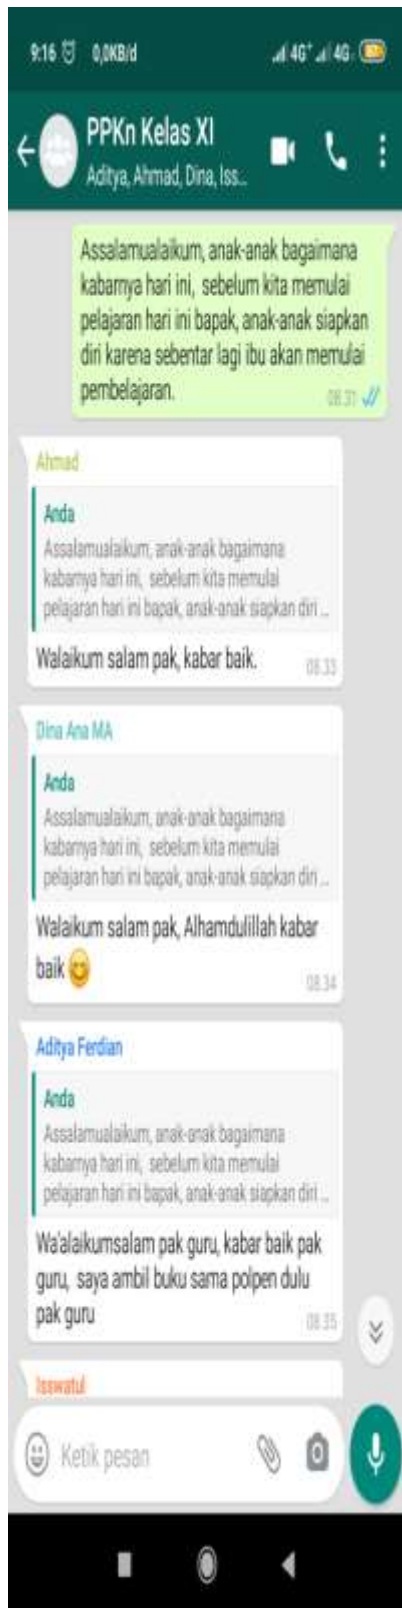 9:16 0,0KB/d 4G+ 4G
PPKn Kelas XI
Aditya, Ahmad, Dina, Iss...
Assalamualaikum, anak-anak bagaimana
kabarnya hari ini, sebelum kita memulai
pelajaran hari ini bapak, anak-anak siapkan
diri karena sebentar lagi ibu akan memulai
pembelajaran.
08.31
Ahmad
Anda
Assalamualaikum, anak-anak bagaimana
kabarnya hari ini, sebelum kita memulai
pelajaran hari ini bapak, anak-anak siapkan diri ...
Walaikum salam pak, kabar baik.
08.33
Dina Ana MA
Anda
Assalamualaikum, anak-anak bagaimana
kabarnya hari ini, sebelum kita memulai
pelajaran hari ini bapak, anak-anak siapkan diri ...
Walaikum salam pak, Alhamdulillah kabar
baik 😊
08.34
Aditya Ferdian
Anda
Assalamualaikum, anak-anak bagaimana
kabarnya hari ini, sebelum kita memulai
pelajaran hari ini bapak, anak-anak siapkan diri ...
Wa'alaikumsalam pak guru, kabar baik pak
guru, saya ambil buku sama polpen dulu
pak guru
08.35
Isswatul
Ketik pesan